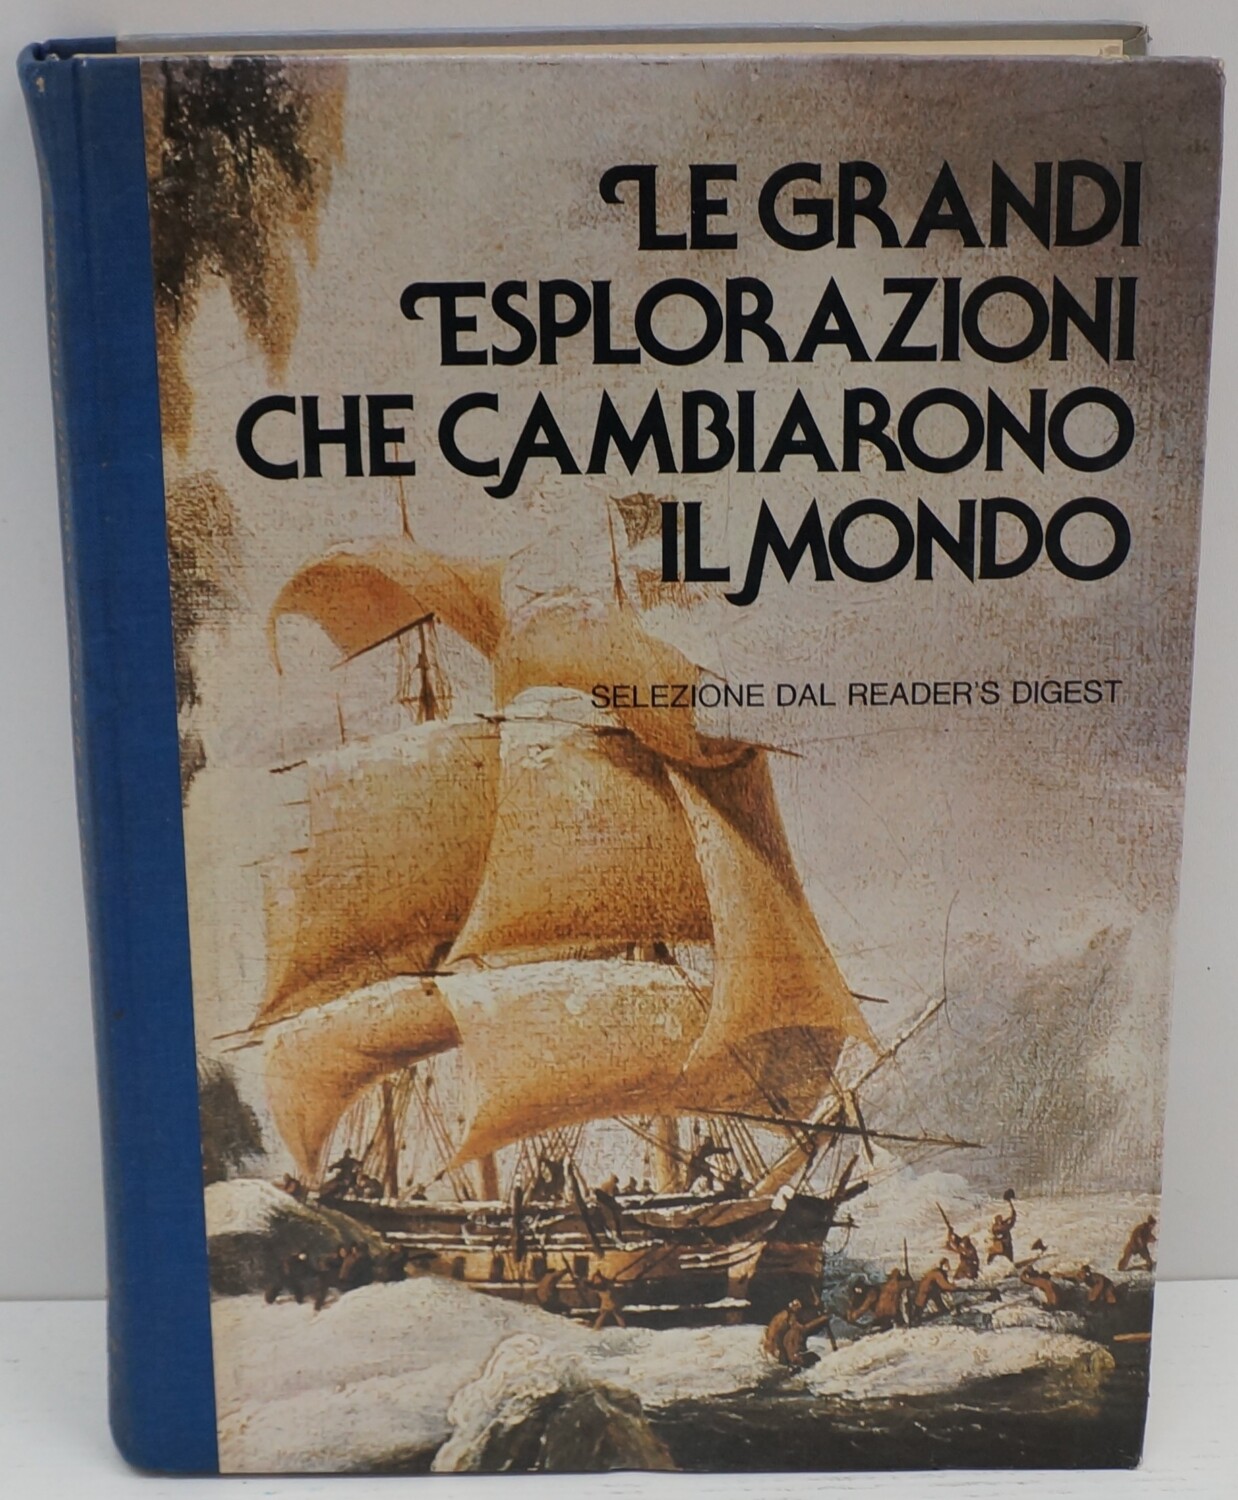 LE GRANDI
ESPLORAZIONI
CHE CAMBIARONO
IL MONDO
SELEZIONE DAL READER'S DIGEST